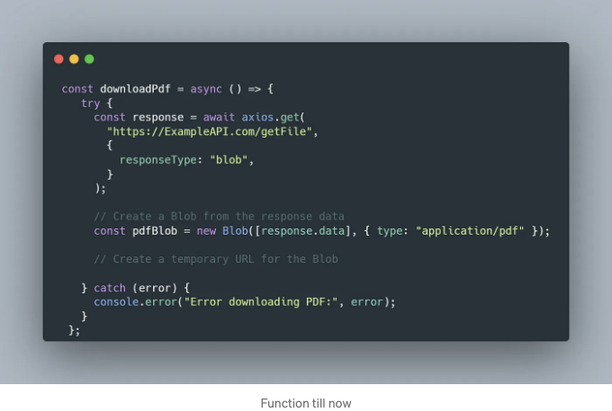 const downloadPdf = async () => {
try {
const response = await axios.get(
"https://ExampleAPI.com/getFile",
{
responseType: "blob",
}
);
// Create a Blob from the response data
const pdfBlob = new Blob([response.data], { type: "application/pdf" });
// Create a temporary URL for the Blob
} catch (error) {
console.error("Error downloading PDF:", error);
}
};
Function till now